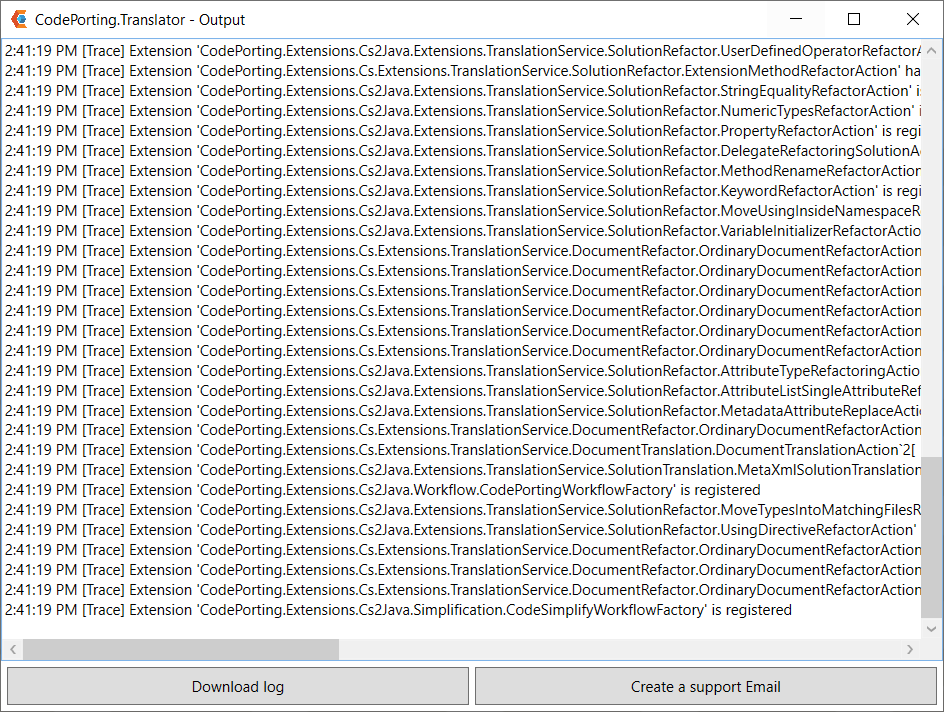 CodePorting.Translator - Output
2:41:19 PM [Trace] Extension 'CodePorting.Extensions.Cs2Java.Extensions.TranslationService.SolutionRefactor.UserDefinedOperatorRefactorA
2:41:19 PM [Trace] Extension 'CodePorting.Extensions.Cs.Extensions.TranslationService.SolutionRefactor.ExtensionMethodRefactorAction' ha
2:41:19 PM [Trace] Extension 'CodePorting.Extensions.Cs2Java.Extensions.TranslationService.SolutionRefactor.StringEqualityRefactorAction' i
2:41:19 PM [Trace] Extension 'CodePorting.Extensions.Cs2Java.Extensions.TranslationService.SolutionRefactor.NumericTypesRefactorAction' i
2:41:19 PM [Trace] Extension 'CodePorting.Extensions.Cs2Java.Extensions.TranslationService.SolutionRefactor.PropertyRefactorAction' is regi
2:41:19 PM [Trace] Extension 'CodePorting.Extensions.Cs2Java.Extensions.TranslationService.SolutionRefactor.DelegateRefactoringSolutionA
2:41:19 PM [Trace] Extension 'CodePorting.Extensions.Cs2Java.Extensions.TranslationService.SolutionRefactor.MethodRenameRefactorAction
2:41:19 PM [Trace] Extension 'CodePorting.Extensions.Cs2Java.Extensions.TranslationService.SolutionRefactor.KeywordRefactorAction' is regi
2:41:19 PM [Trace] Extension 'CodePorting.Extensions.Cs2Java.Extensions.TranslationService.SolutionRefactor.MoveUsingInsideNamespaceR
2:41:19 PM [Trace] Extension 'CodePorting.Extensions.Cs2Java.Extensions.TranslationService.SolutionRefactor.VariableInitializerRefactorActio
2:41:19 PM [Trace] Extension 'CodePorting.Extensions.Cs.Extensions.TranslationService.DocumentRefactor.OrdinaryDocumentRefactorAction
2:41:19 PM [Trace] Extension 'CodePorting.Extensions.Cs.Extensions.TranslationService.DocumentRefactor.OrdinaryDocumentRefactorAction
2:41:19 PM [Trace] Extension 'CodePorting.Extensions.Cs.Extensions.TranslationService.DocumentRefactor.OrdinaryDocumentRefactorAction
2:41:19 PM [Trace] Extension 'CodePorting.Extensions.Cs.Extensions.TranslationService.DocumentRefactor.OrdinaryDocumentRefactorAction
2:41:19 PM [Trace] Extension 'CodePorting.Extensions.Cs.Extensions.TranslationService.DocumentRefactor.OrdinaryDocumentRefactorAction
2:41:19 PM [Trace] Extension 'CodePorting.Extensions.Cs.Extensions.TranslationService.DocumentRefactor.OrdinaryDocumentRefactorAction
2:41:19 PM [Trace] Extension 'CodePorting.Extensions.Cs2Java.Extensions.TranslationService.SolutionRefactor.AttributeTypeRefactoringActio
2:41:19 PM [Trace] Extension 'CodePorting.Extensions.Cs2Java.Extensions.TranslationService.SolutionRefactor.AttributeListSingleAttributeRef
2:41:19 PM [Trace] Extension 'CodePorting.Extensions.Cs2Java.Extensions.TranslationService.SolutionRefactor.MetadataAttributeReplaceActi
2:41:19 PM [Trace] Extension 'CodePorting.Extensions.Cs.Extensions.TranslationService.DocumentRefactor.OrdinaryDocumentRefactorAction
2:41:19 PM [Trace] Extension 'CodePorting.Extensions.Cs.Extensions.TranslationService.DocumentTranslation.DocumentTranslationAction`2[
2:41:19 PM [Trace] Extension 'CodePorting.Extensions.Cs2Java.Extensions.TranslationService.SolutionTranslation.MetaXmlSolutionTranslation
2:41:19 PM [Trace] Extension 'CodePorting.Extensions.Cs2Java.Workflow.CodePortingWorkflowFactory' is registered
2:41:19 PM [Trace] Extension 'CodePorting.Extensions.Cs2Java.Extensions.TranslationService.SolutionRefactor.MoveTypesIntoMatchingFilesR
2:41:19 PM [Trace] Extension 'CodePorting.Extensions.Cs2Java.Extensions.TranslationService.SolutionRefactor.UsingDirectiveRefactorAction'
2:41:19 PM [Trace] Extension 'CodePorting.Extensions.Cs.Extensions.TranslationService.DocumentRefactor.OrdinaryDocumentRefactorAction
2:41:19 PM [Trace] Extension 'CodePorting.Extensions.Cs.Extensions.TranslationService.DocumentRefactor.OrdinaryDocumentRefactorAction
2:41:19 PM [Trace] Extension 'CodePorting.Extensions.Cs.Extensions.TranslationService.DocumentRefactor.OrdinaryDocumentRefactorAction
2:41:19 PM [Trace] Extension 'CodePorting.Extensions.Cs2Java.Simplification.CodeSimplifyWorkflowFactory' is registered
Download log
Create a support Email